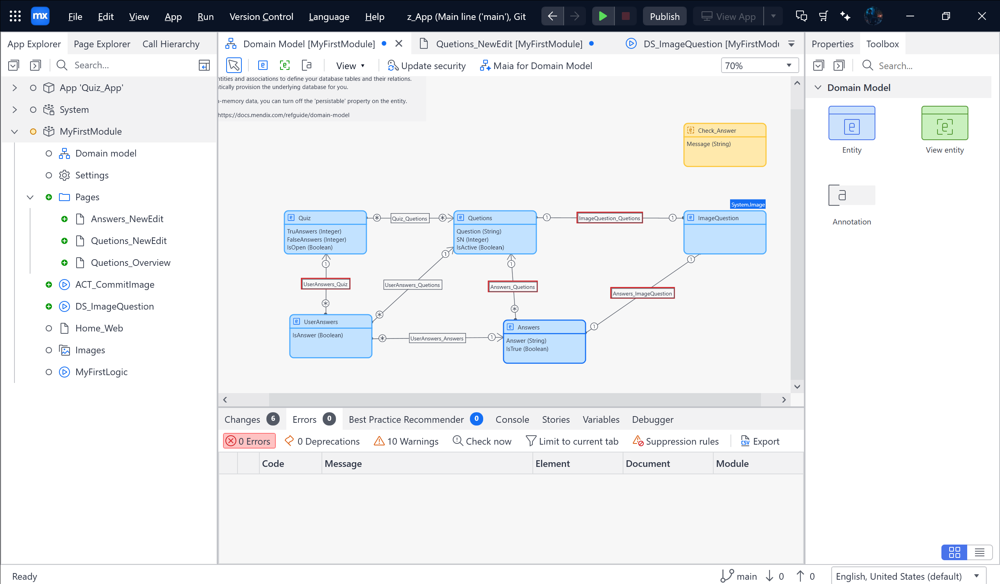 mx File Edit View App Run Version Control Language Help z_App (Main line ('main'), Git Publish View App
App Explorer Page Explorer Call Hierarchy
Search...
App 'Quiz_App'
System
MyFirstModule
Domain model
Settings
Pages
Answers_NewEdit
Quetions_NewEdit
Quetions_Overview
ACT_CommitImage
DS_ImageQuestion
Home_Web
Images
MyFirstLogic
Domain Model [MyFirstModule] Quetions_NewEdit [MyFirstModule] DS_ImageQuestion [MyFirstModu
View Update security Maia for Domain Model 70%
ntities and associations to define your database tables and their relations.
tically provision the underlying database for you.
n-memory data, you can turn off the 'persistable' property on the entity.
https://docs.mendix.com/refguide/domain-model
Check_Answer
Message (String)
System.Image
Quiz
TruAnswers (Integer)
FalseAnswers (Integer)
IsOpen (Boolean)
* Quiz_Quetions *
Quetions
Question (String)
SN (Integer)
IsActive (Boolean)
1 ImageQuestion_Quetions 1
ImageQuestion
1
UserAnswers_Quiz
*
1
UserAnswers_Quetions
*
1
Answers_Quetions
*
1
Answers_ImageQuestion
1
UserAnswers
IsAnswer (Boolean)
* UserAnswers_Answers 1
Answers
Answer (String)
IsTrue (Boolean)
Changes 6 Errors 0 Best Practice Recommender 0 Console Stories Variables Debugger
0 Errors 0 Deprecations 10 Warnings Check now Limit to current tab Suppression rules CSV Export
Code Message Element Document Module
Properties Toolbox
Search...
Domain Model
Entity View entity
a
Annotation
Ready main 0 0 English, United States (default)